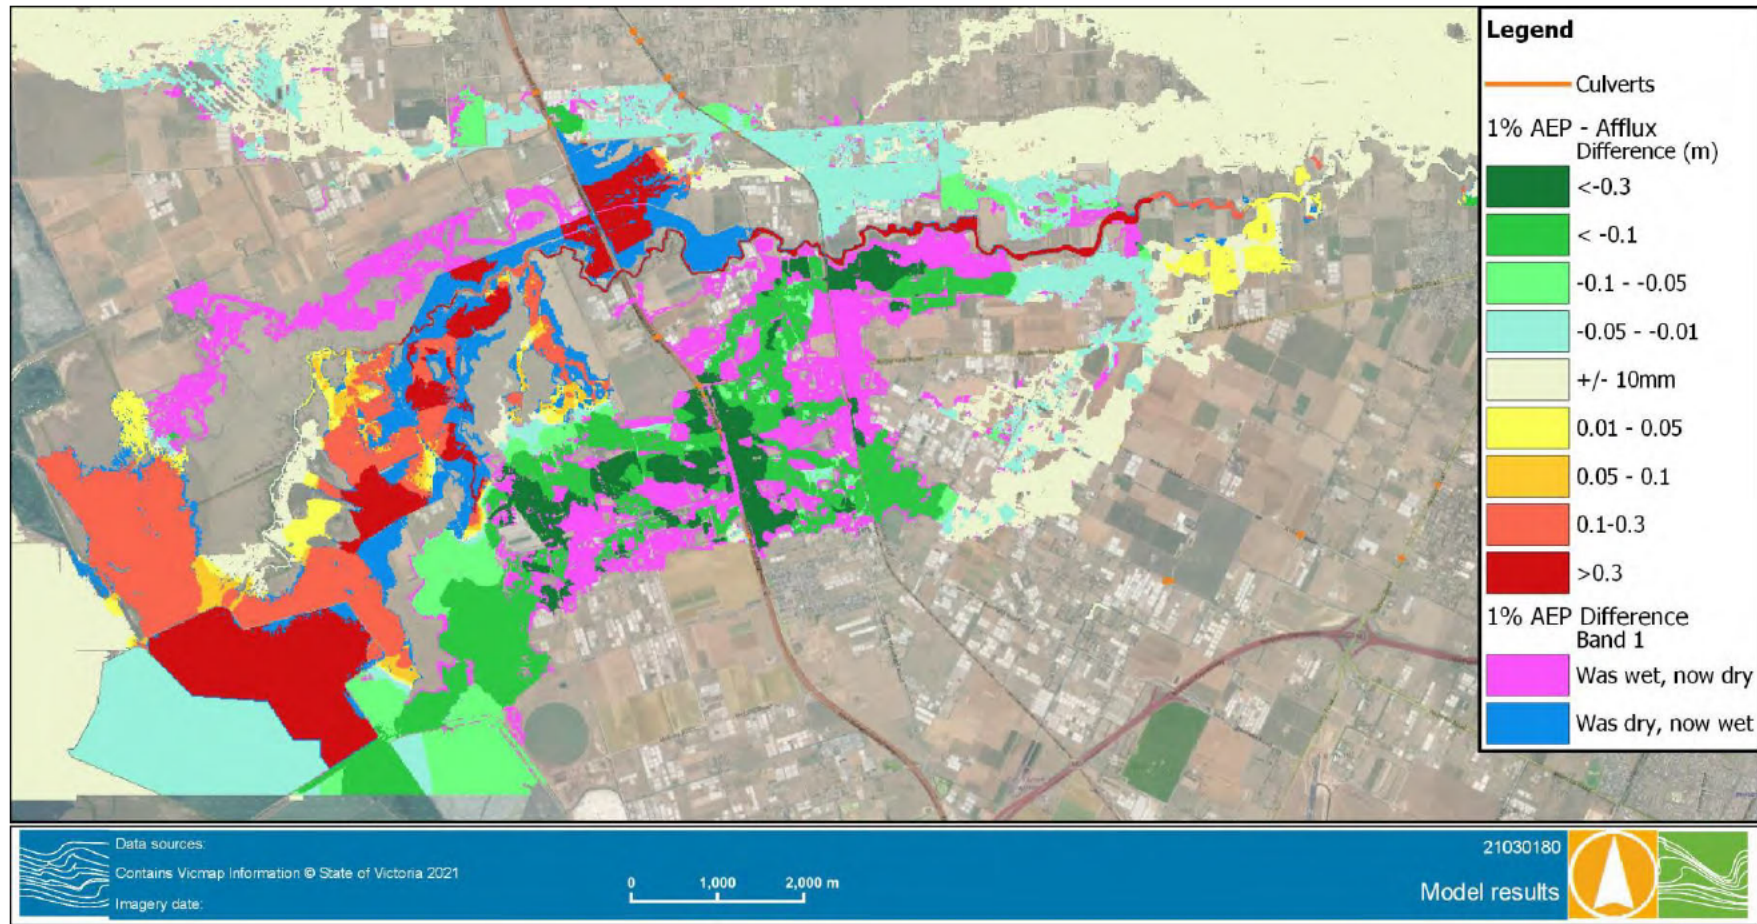 Legend
Culverts
1% AEP - Afflux
Difference (m)
<-0.3
< -0.1
-0.1 - -0.05
-0.05 - -0.01
+/- 10mm
0.01 - 0.05
0.05 - 0.1
0.1-0.3
>0.3
1% AEP Difference
Band 1
Was wet, now dry
Was dry, now wet
Data sources:
Contains Vicmap Information © State of Victoria 2021
Imagery date:
0 1,000 2,000 m
21030180
Model results